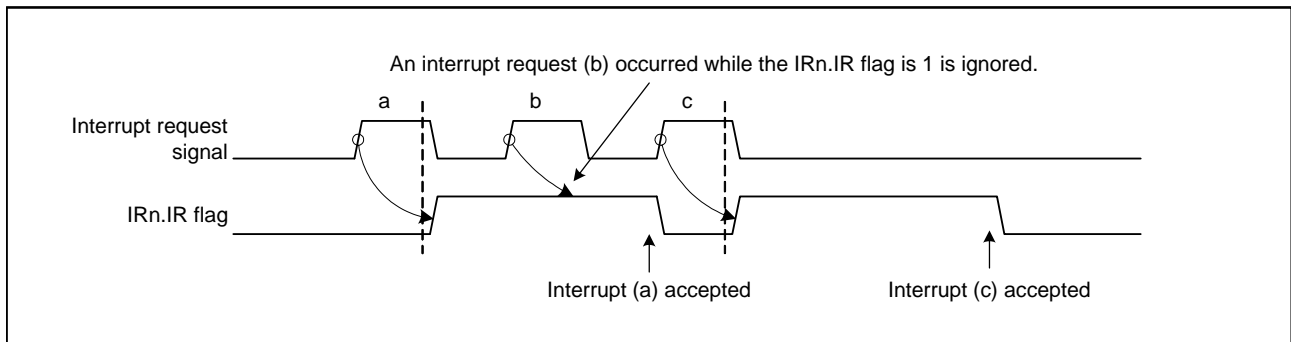 An interrupt request (b) occurred while the IRn.IR flag is 1 is ignored.
a
b
c
Interrupt request
signal
IRn.IR flag
Interrupt (a) accepted
Interrupt (c) accepted